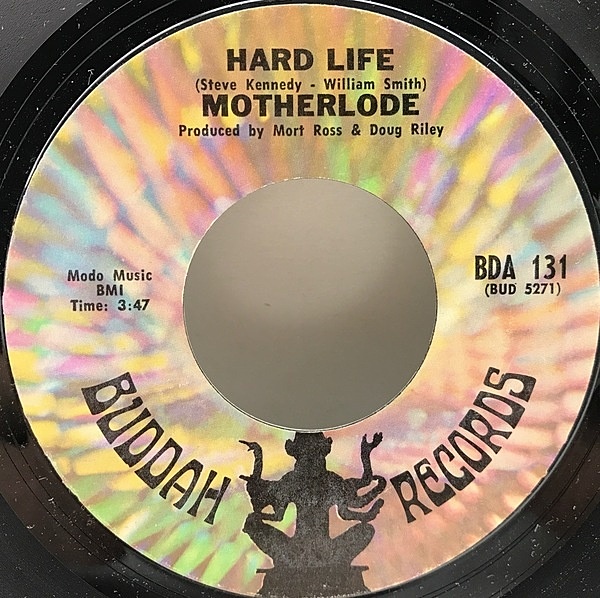 HARD LIFE
(Steve Kennedy - William Smith)
MOTHERLODE
Produced by Mort Ross & Doug Riley
Modo Music
BMI
Time: 3:47
BDA 131
(BUD 5271)
BUDDAH RECORDS